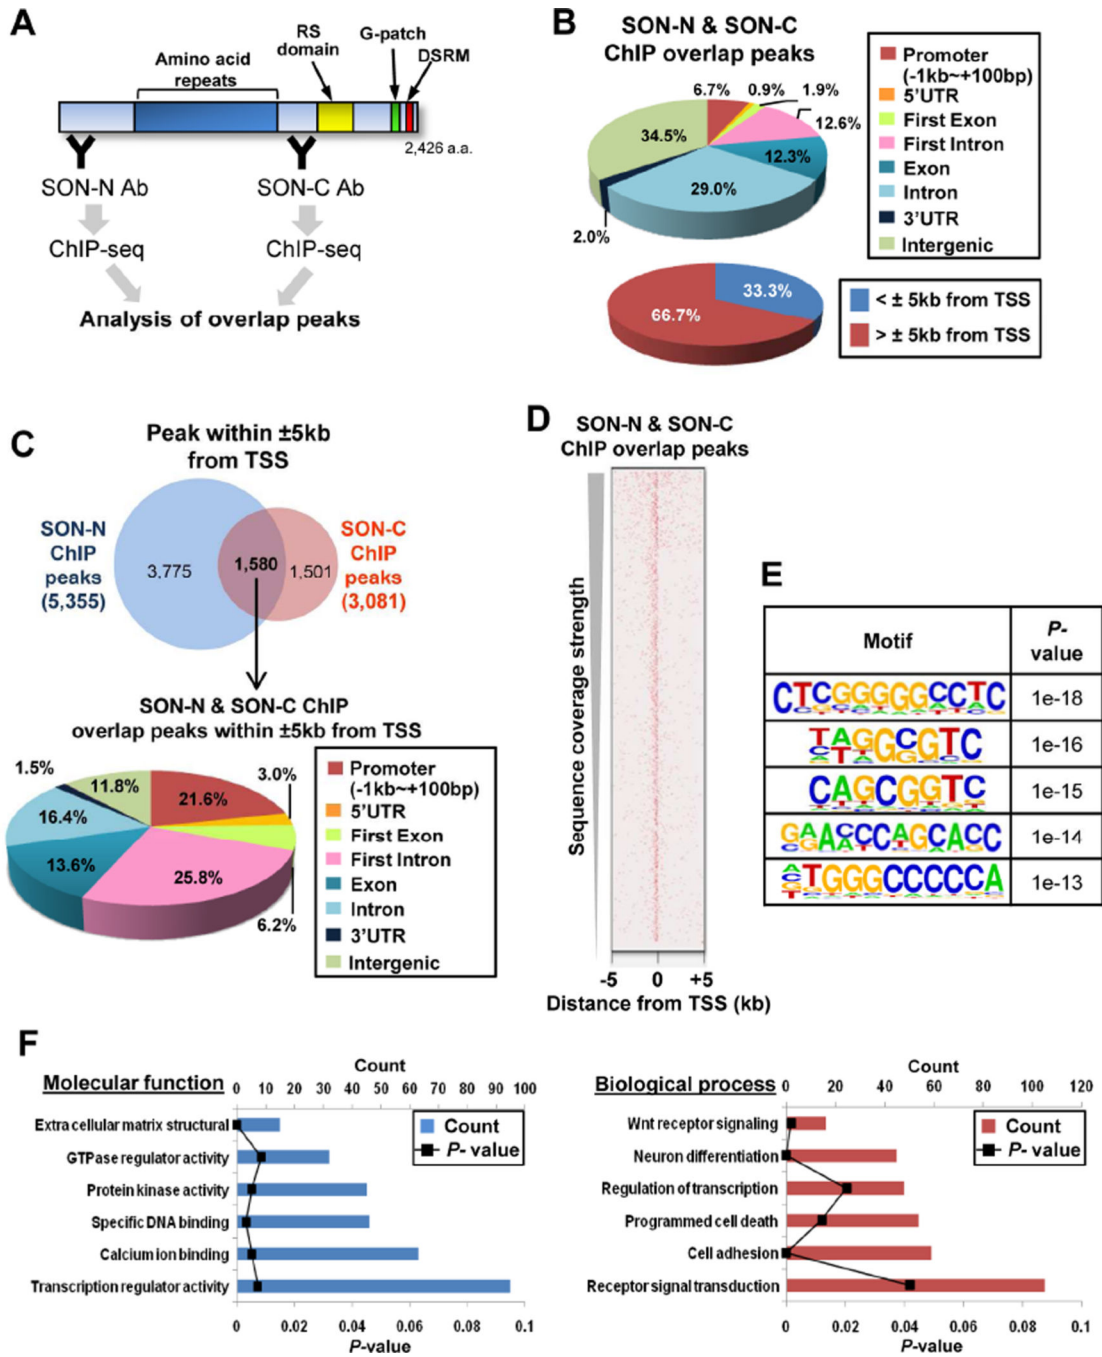 A
Amino acid
repeats
RS
domain
G-patch
DSRM
2,426 a.a.
SON-N Ab
SON-C Ab
ChIP-seq
ChIP-seq
Analysis of overlap peaks
B
SON-N & SON-C
ChIP overlap peaks
6.7%
0.9%
1.9%
12.6%
34.5%
12.3%
29.0%
2.0%
Promoter
(-1kb~+100bp)
5'UTR
First Exon
First Intron
Exon
Intron
3'UTR
Intergenic
33.3%
66.7%
< ± 5kb from TSS
> ± 5kb from TSS
C
Peak within ±5kb
from TSS
SON-N
ChIP
peaks
(5,355)
3,775
1,580
1,501
SON-C
ChIP
peaks
(3,081)
SON-N & SON-C ChIP
overlap peaks within ±5kb from TSS
1.5%
11.8%
21.6%
3.0%
16.4%
13.6%
25.8%
6.2%
Promoter
(-1kb~+100bp)
5'UTR
First Exon
First Intron
Exon
Intron
3'UTR
Intergenic
D
SON-N & SON-C
ChIP overlap peaks
Sequence coverage strength
-5 0 +5
Distance from TSS (kb)
E
Motif
P-
value
CTCGGGGGCCTC
1e-18
TAGGCGTC
1e-16
CAGCGGTC
1e-15
GAACCCAGCACC
1e-14
ATGGGCCCCCA
1e-13
F
Molecular function
Count
0 10 20 30 40 50 60 70 80 90 100
Extra cellular matrix structural
GTPase regulator activity
Protein kinase activity
Specific DNA binding
Calcium ion binding
Transcription regulator activity
Count
P- value
0 0.02 0.04 0.06 0.08 0.1
P-value
Biological process
Count
0 20 40 60 80 100 120
Wnt receptor signaling
Neuron differentiation
Regulation of transcription
Programmed cell death
Cell adhesion
Receptor signal transduction
Count
P- value
0 0.02 0.04 0.06 0.08 0.1
P-value